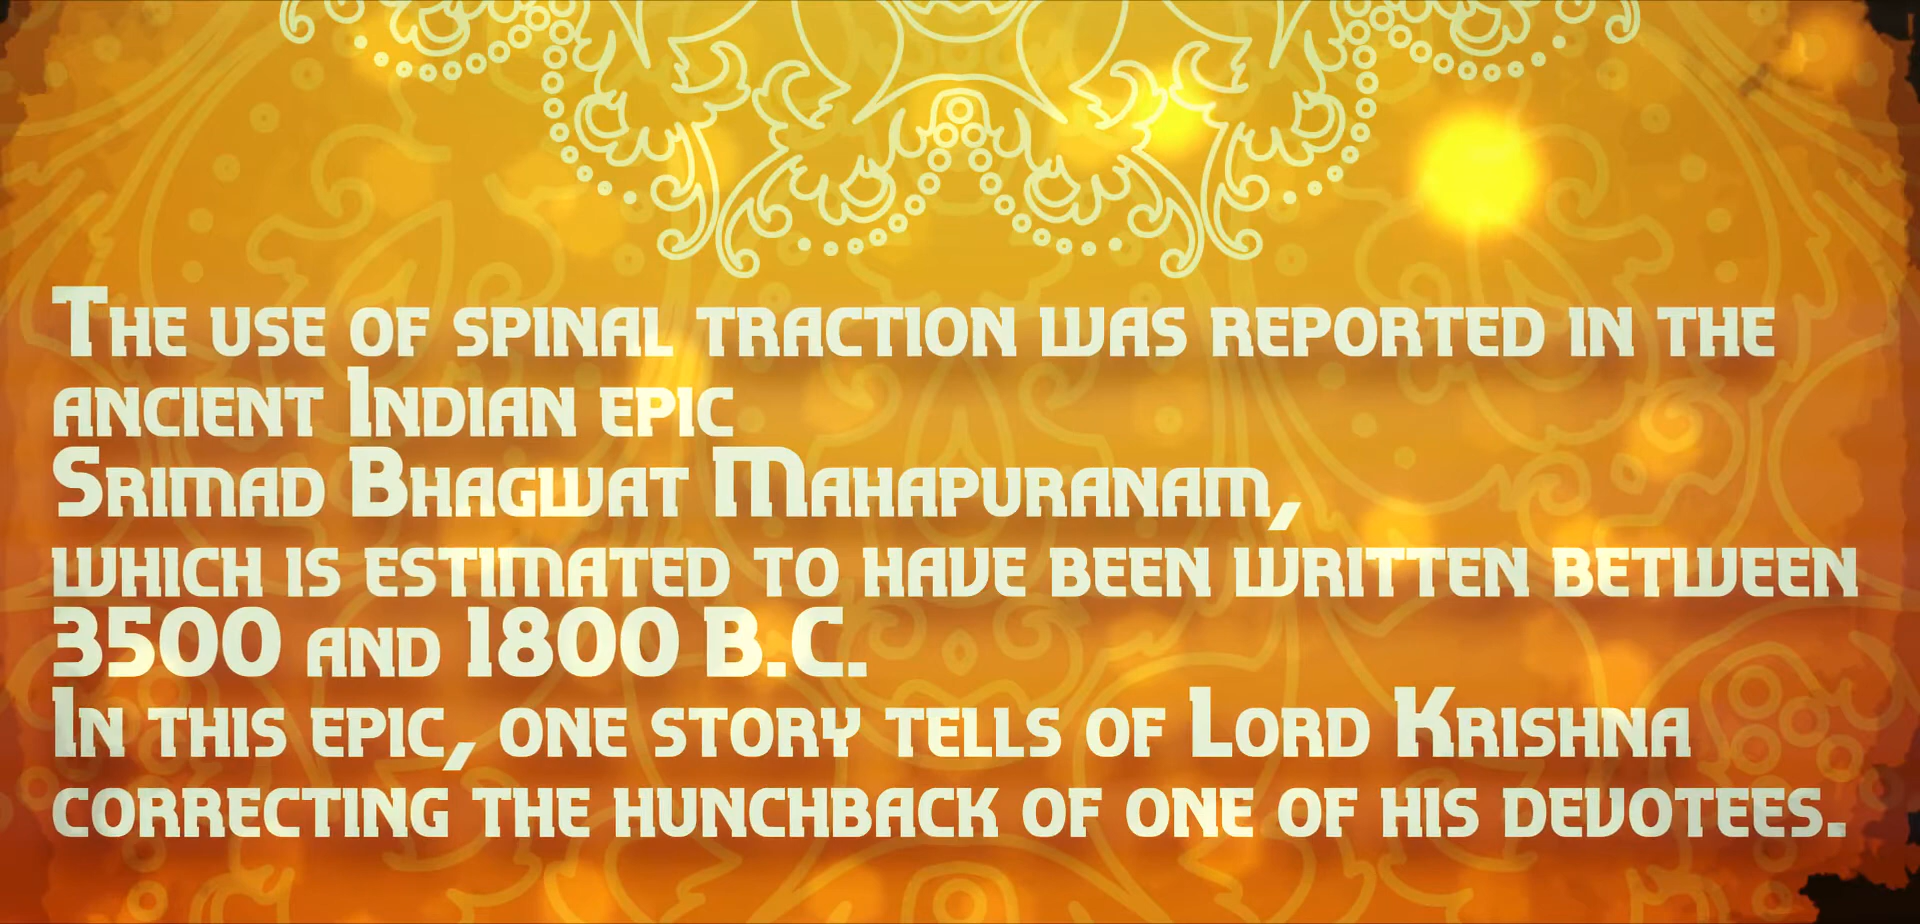 The use of spinal traction was reported in the
ancient Indian epic
Srimad Bhagwat Mahapuranam,
which is estimated to have been written between
3500 and 1800 B.C.
In this epic, one story tells of Lord Krishna
correcting the hunchback of one of his devotees.